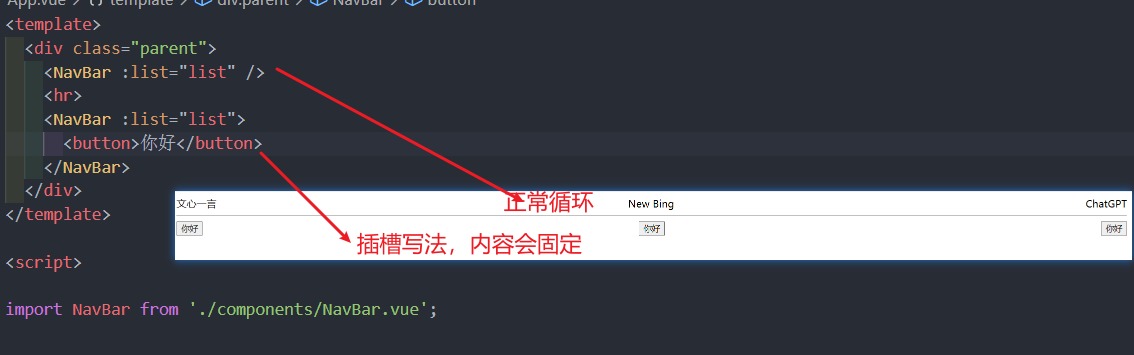 App.vue > {} template > div.parent > NavBar > button
<template>
<div class="parent">
<NavBar :list="list" />
<hr>
<NavBar :list="list">
<button>你好</button>
</NavBar>
</div>
</template>
文心一言 正常循环 New Bing ChatGPT
你好 你好 你好
插槽写法，内容会固定
<script>
import NavBar from './components/NavBar.vue';